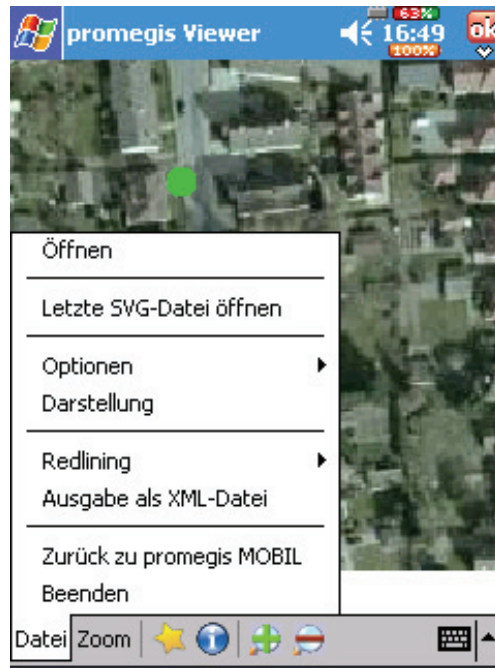 promegis Viewer
63%
16:49
100%
ok
Öffnen
Letzte SVG-Datei öffnen
Optionen
Darstellung
Redlining
Ausgabe als XML-Datei
Zurück zu promegis MOBIL
Beenden
Datei Zoom